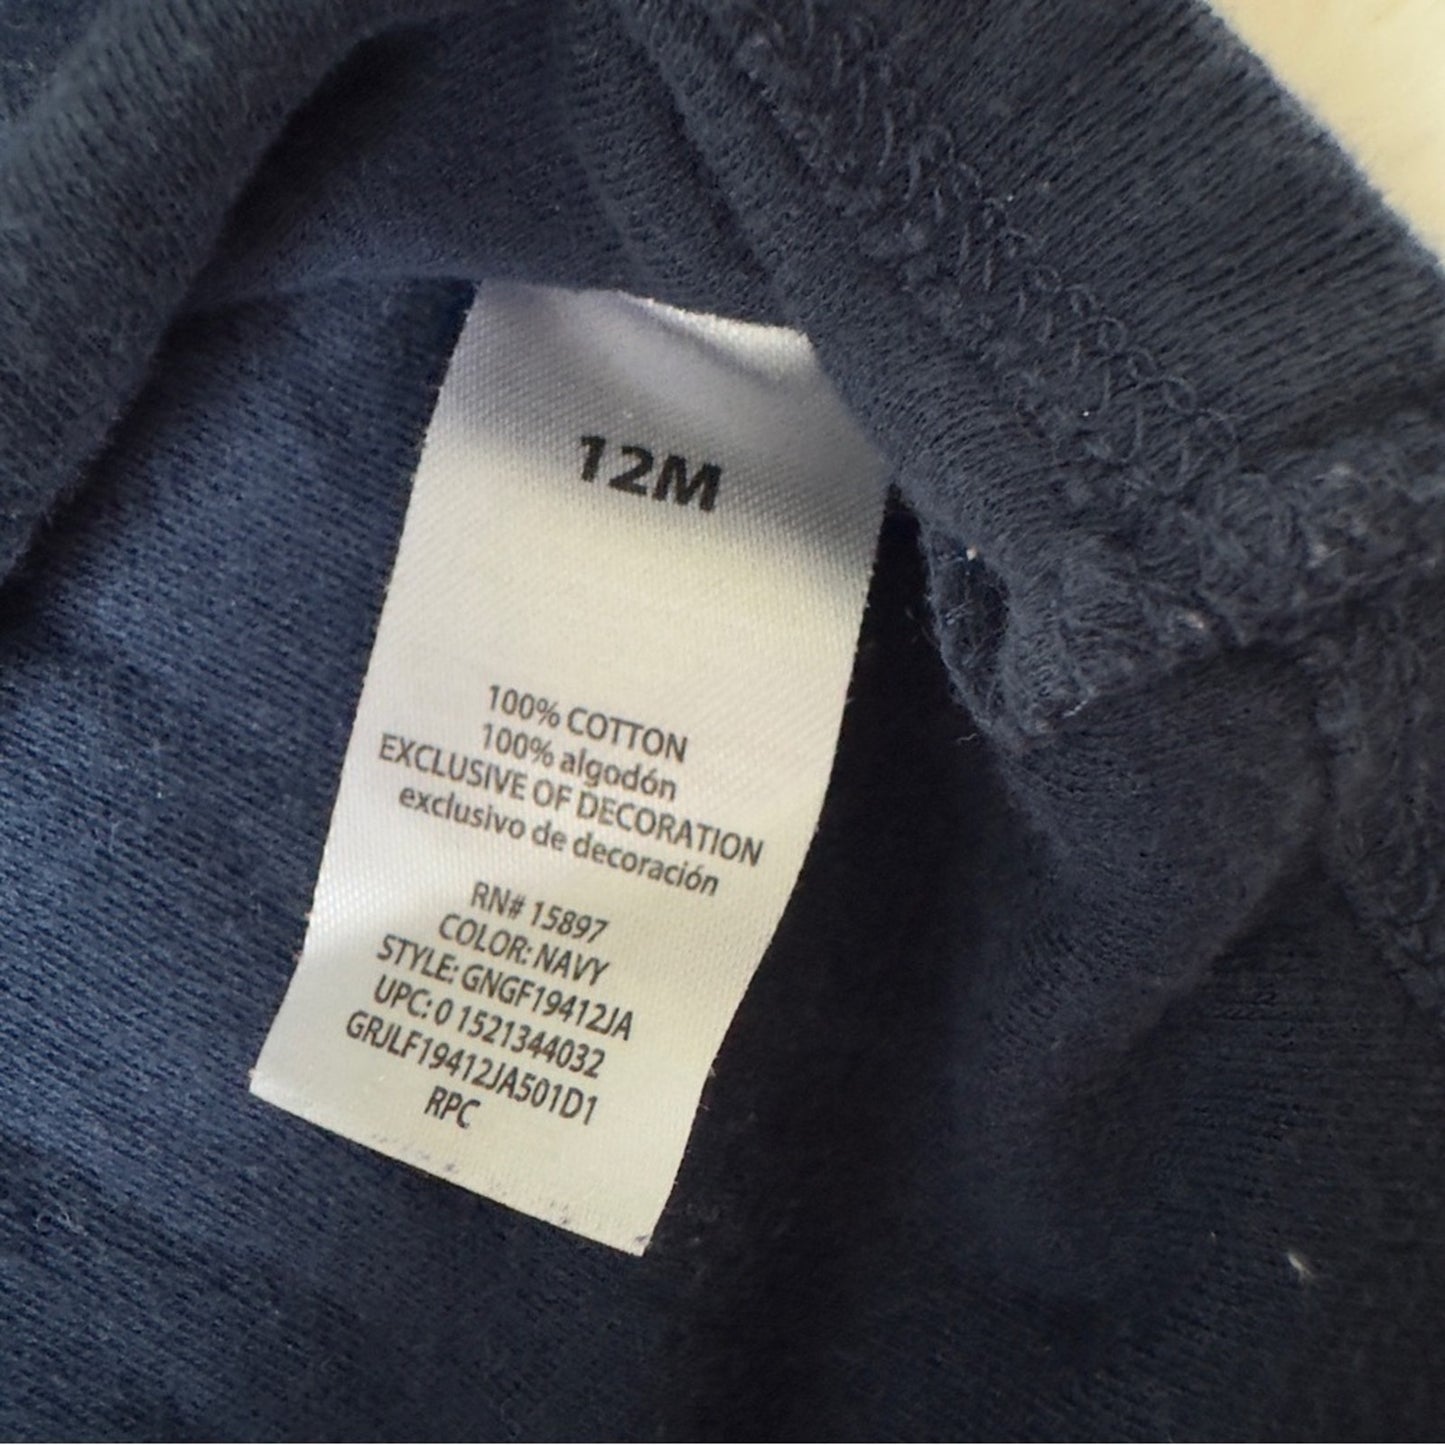 12M
100% COTTON
100% algodón
EXCLUSIVE OF DECORATION
exclusivo de decoración
RN# 15897
COLOR: NAVY
STYLE: GNGF19412JA
UPC: 0 1521344032
GRJLF19412JA501D1
RPC